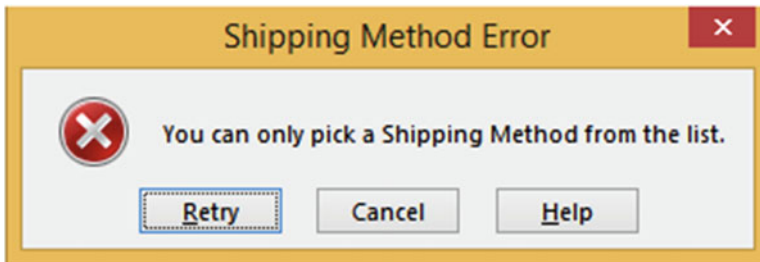 Shipping Method Error
You can only pick a Shipping Method from the list.
Retry Cancel Help